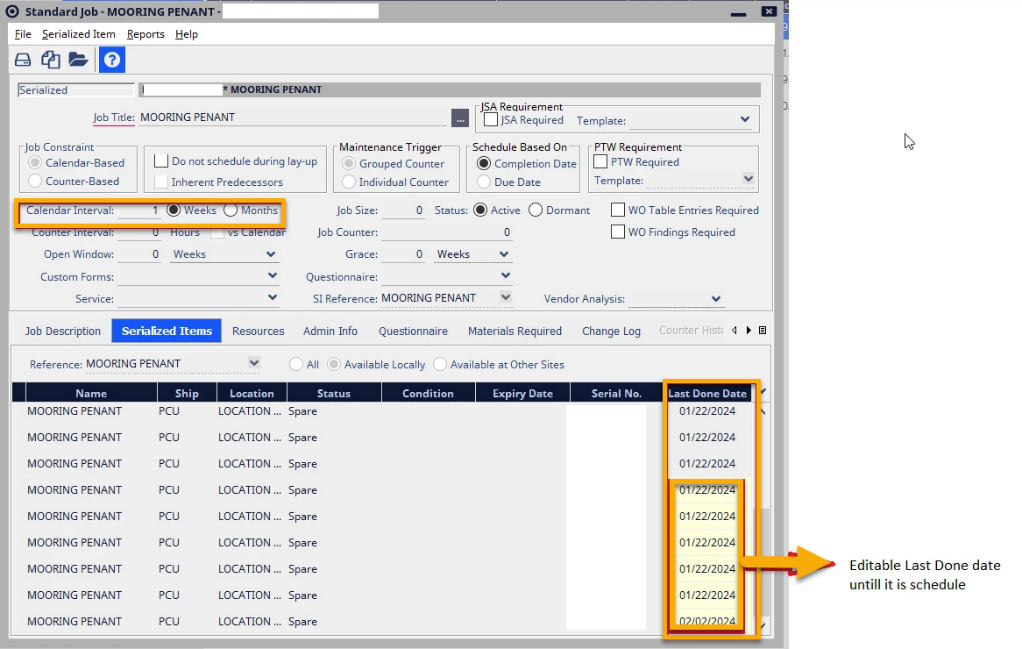 Standard Job - MOORING PENANT -
File Serialized Item Reports Help
?
Serialized * MOORING PENANT
Job Title: MOORING PENANT ...
JSA Requirement
JSA Required Template:
Job Constraint
Calendar-Based
Counter-Based
Do not schedule during lay-up
Inherent Predecessors
Maintenance Trigger
Grouped Counter
Individual Counter
Schedule Based On
Completion Date
Due Date
PTW Requirement
PTW Required
Template:
Calendar Interval: 1 Weeks Months Job Size: 0 Status: Active Dormant WO Table Entries Required
Counter Interval: 0 Hours vs Calendar Job Counter: 0 WO Findings Required
Open Window: 0 Weeks Grace: 0 Weeks
Custom Forms: Questionnaire:
Service: SI Reference: MOORING PENANT Vendor Analysis:
Job Description Serialized Items Resources Admin Info Questionnaire Materials Required Change Log Counter Histo
Reference: MOORING PENANT All Available Locally Available at Other Sites
Name Ship Location Status Condition Expiry Date Serial No. Last Done Date
MOORING PENANT PCU LOCATION ... Spare 01/22/2024
MOORING PENANT PCU LOCATION ... Spare 01/22/2024
MOORING PENANT PCU LOCATION ... Spare 01/22/2024
MOORING PENANT PCU LOCATION ... Spare 01/22/2024
MOORING PENANT PCU LOCATION ... Spare 01/22/2024
MOORING PENANT PCU LOCATION ... Spare 01/22/2024
MOORING PENANT PCU LOCATION ... Spare 01/22/2024
MOORING PENANT PCU LOCATION ... Spare 01/22/2024
MOORING PENANT PCU LOCATION ... Spare 02/02/2024
Editable Last Done date
untill it is schedule